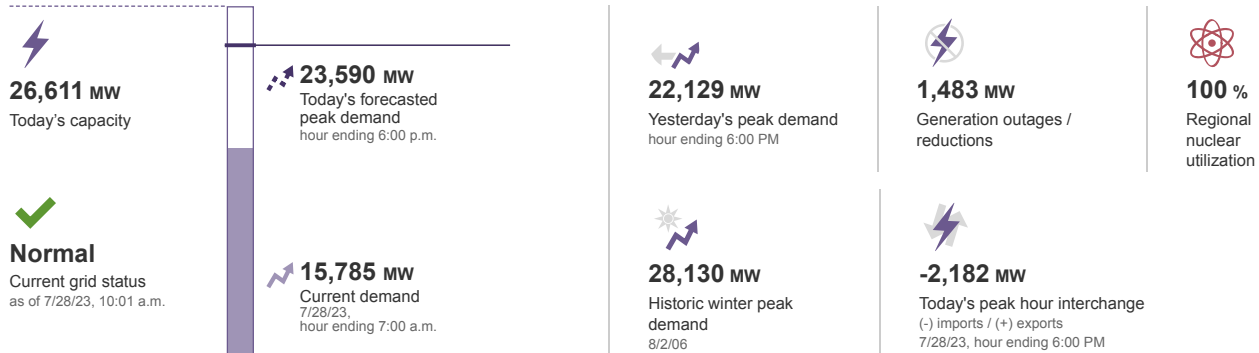 26,611 MW
Today's capacity
Normal
Current grid status
as of 7/28/23, 10:01 a.m.
23,590 MW
Today's forecasted
peak demand
hour ending 6:00 p.m.
15,785 MW
Current demand
7/28/23,
hour ending 7:00 a.m.
22,129 MW
Yesterday's peak demand
hour ending 6:00 PM
1,483 MW
Generation outages /
reductions
100 %
Regional
nuclear
utilization
28,130 MW
Historic winter peak
demand
8/2/06
-2,182 MW
Today's peak hour interchange
(-) imports / (+) exports
7/28/23, hour ending 6:00 PM